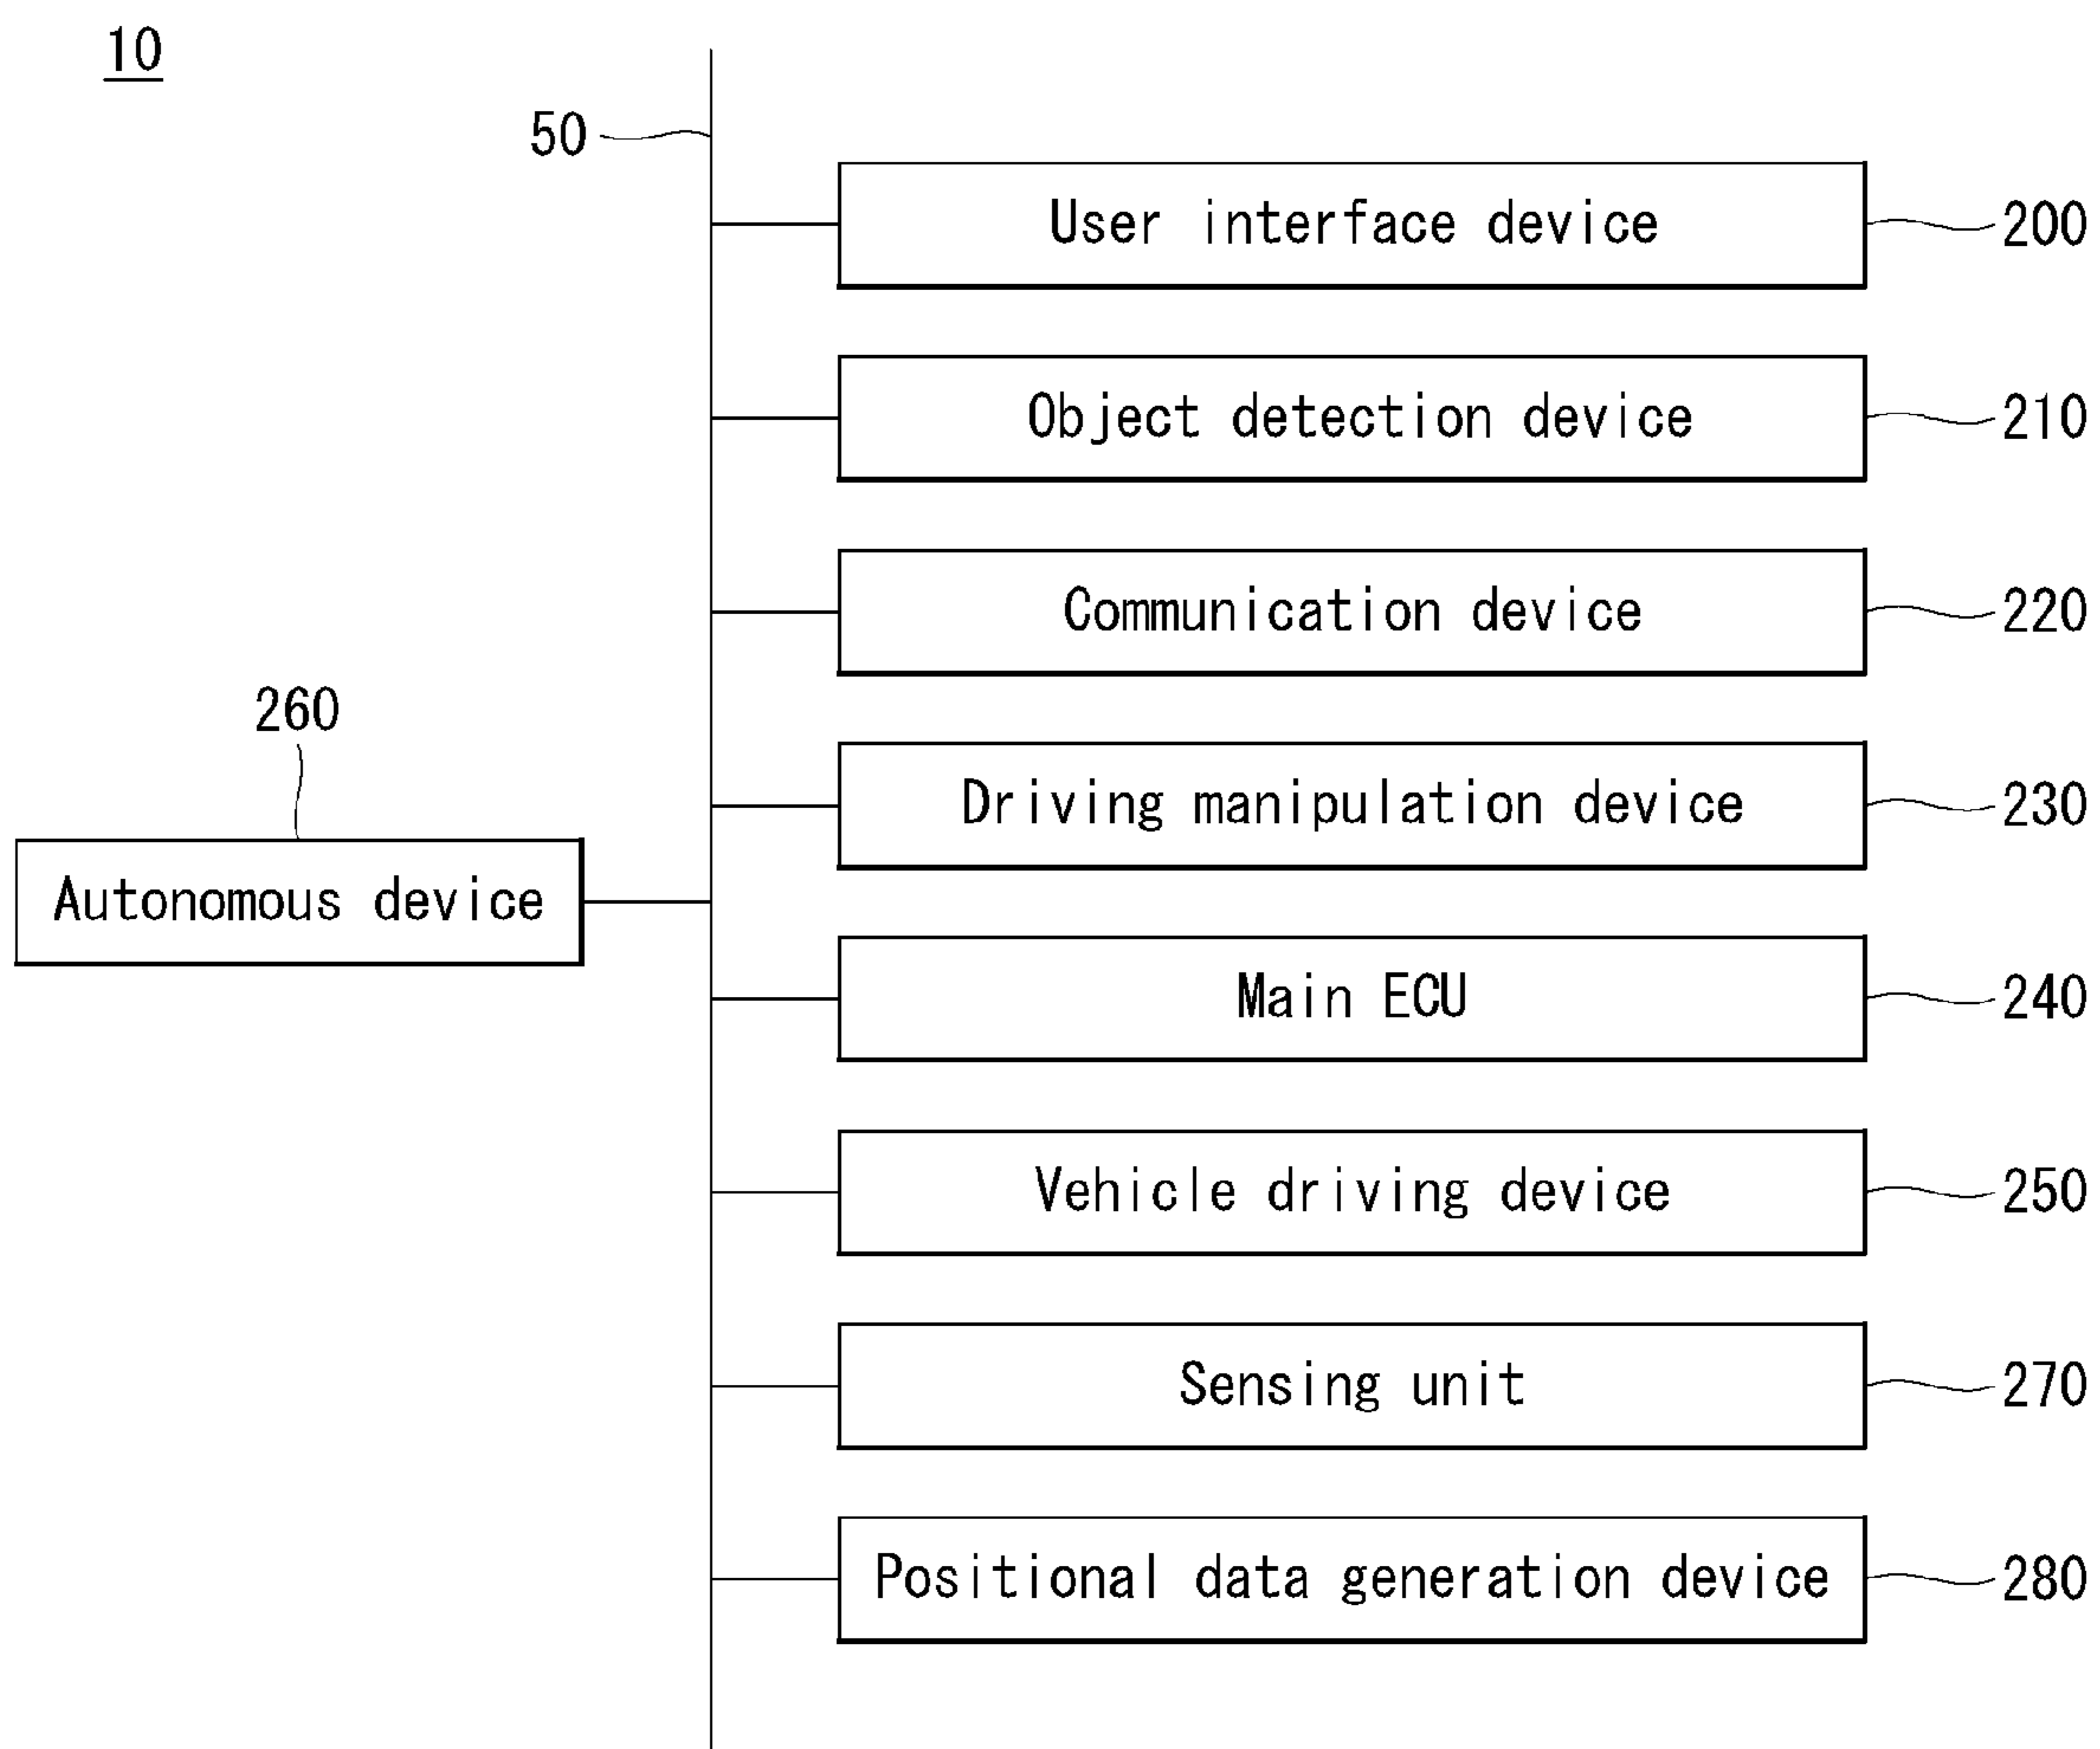 10
50
User interface device 200
Object detection device 210
Communication device 220
260
Driving manipulation device 230
Autonomous device
Main ECU 240
Vehicle driving device 250
Sensing unit 270
Positional data generation device 280